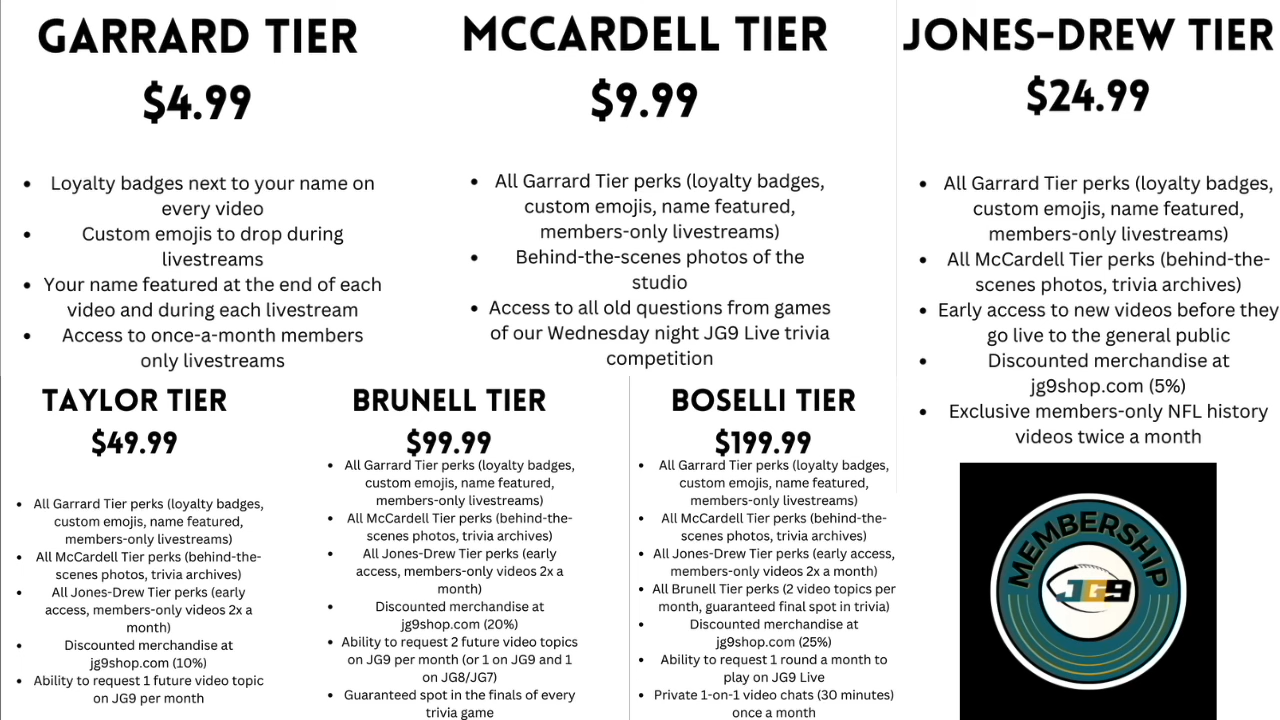 GARRARD TIER
$4.99
• Loyalty badges next to your name on
every video
• Custom emojis to drop during
livestreams
• Your name featured at the end of each
video and during each livestream
• Access to once-a-month members
only livestreams
MCCARDELL TIER
$9.99
• All Garrard Tier perks (loyalty badges,
custom emojis, name featured,
members-only livestreams)
• Behind-the-scenes photos of the
studio
• Access to all old questions from games
of our Wednesday night JG9 Live trivia
competition
JONES-DREW TIER
$24.99
• All Garrard Tier perks (loyalty badges,
custom emojis, name featured,
members-only livestreams)
• All McCardell Tier perks (behind-the-
scenes photos, trivia archives)
• Early access to new videos before they
go live to the general public
• Discounted merchandise at
jg9shop.com (5%)
• Exclusive members-only NFL history
videos twice a month
TAYLOR TIER
$49.99
• All Garrard Tier perks (loyalty badges,
custom emojis, name featured,
members-only livestreams)
• All McCardell Tier perks (behind-the-
scenes photos, trivia archives)
• All Jones-Drew Tier perks (early
access, members-only videos 2x a
month)
• Discounted merchandise at
jg9shop.com (10%)
• Ability to request 1 future video topic
on JG9 per month
BRUNELL TIER
$99.99
• All Garrard Tier perks (loyalty badges,
custom emojis, name featured,
members-only livestreams)
• All McCardell Tier perks (behind-the-
scenes photos, trivia archives)
• All Jones-Drew Tier perks (early
access, members-only videos 2x a
month)
• Discounted merchandise at
jg9shop.com (20%)
• Ability to request 2 future video topics
on JG9 per month (or 1 on JG9 and 1
on JG8/JG7)
• Guaranteed spot in the finals of every
trivia game
BOSELLI TIER
$199.99
• All Garrard Tier perks (loyalty badges,
custom emojis, name featured,
members-only livestreams)
• All McCardell Tier perks (behind-the-
scenes photos, trivia archives)
• All Jones-Drew Tier perks (early access,
members-only videos 2x a month)
• All Brunell Tier perks (2 video topics per
month, guaranteed final spot in trivia)
• Discounted merchandise at
jg9shop.com (25%)
• Ability to request 1 round a month to
play on JG9 Live
• Private 1-on-1 video chats (30 minutes)
once a month
MEMBERSHIP
JG9